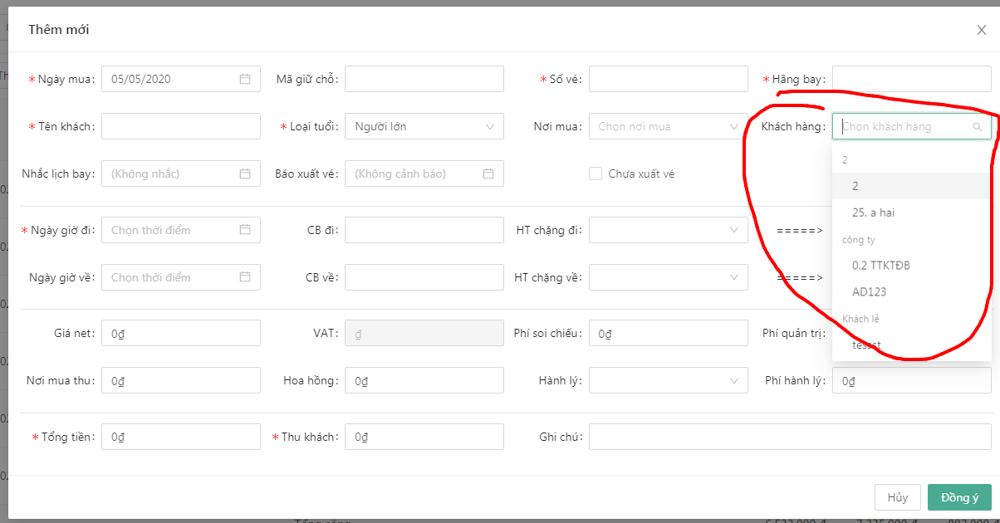 Thêm mới
* Ngày mua: 05/05/2020 Mã giữ chỗ: * Số vé: * Hãng bay:
* Tên khách: * Loại tuổi: Người lớn Nơi mua: Chọn nơi mua Khách hàng: Chọn khách hàng
Nhắc lịch bay: (Không nhắc) Báo xuất vé: (Không cảnh báo) Chưa xuất vé
2
2
25. a hai
công ty
0.2 TTKTĐB
AD123
Khách lẻ
tessst
* Ngày giờ đi: Chọn thời điểm CB đi: HT chặng đi: =====>
Ngày giờ về: Chọn thời điểm CB về: HT chặng về: =====>
Giá net: 0₫ VAT: ₫ Phí soi chiếu: 0₫ Phí quản trị:
Nơi mua thu: 0₫ Hoa hồng: 0₫ Hành lý: Phí hành lý: 0₫
* Tổng tiền: 0₫ * Thu khách: 0₫ Ghi chú:
Hủy Đồng ý